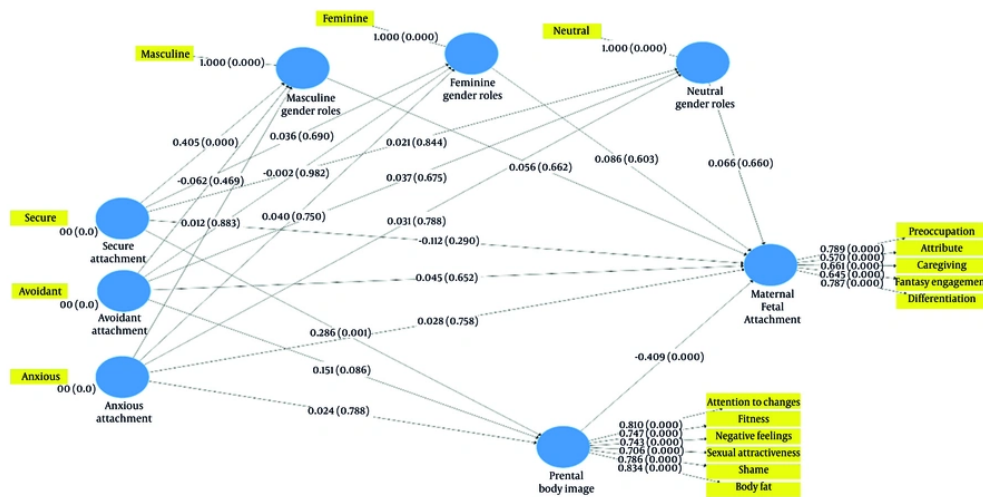 Feminine
1.000 (0.000)
Neutral
1.000 (0.000)
Masculine
1.000 (0.000)
Masculine
gender roles
Feminine
gender roles
Neutral
gender roles
0.405 (0.000)
0.036 (0.690)
0.021 (0.844)
0.056 (0.662)
0.086 (0.603)
0.066 (0.660)
-0.062 (0.469)
-0.002 (0.982)
0.037 (0.675)
0.012 (0.883)
0.040 (0.750)
0.031 (0.788)
Secure
00 (0.0)
Secure
attachment
-0.112 (0.290)
Avoidant
00 (0.0)
Avoidant
attachment
0.045 (0.652)
Anxious
00 (0.0)
Anxious
attachment
0.028 (0.758)
0.286 (0.001)
0.151 (0.086)
0.024 (0.788)
-0.409 (0.000)
Maternal
Fetal
Attachment
0.789 (0.000)
0.570 (0.000)
0.661 (0.000)
0.645 (0.000)
0.787 (0.000)
Preoccupation
Attribute
Caregiving
Fantasy engagement
Differentiation
Prental
body image
0.810 (0.000)
0.747 (0.000)
0.743 (0.000)
0.706 (0.000)
0.786 (0.000)
0.834 (0.000)
Attention to changes
Fitness
Negative feelings
Sexual attractiveness
Shame
Body fat